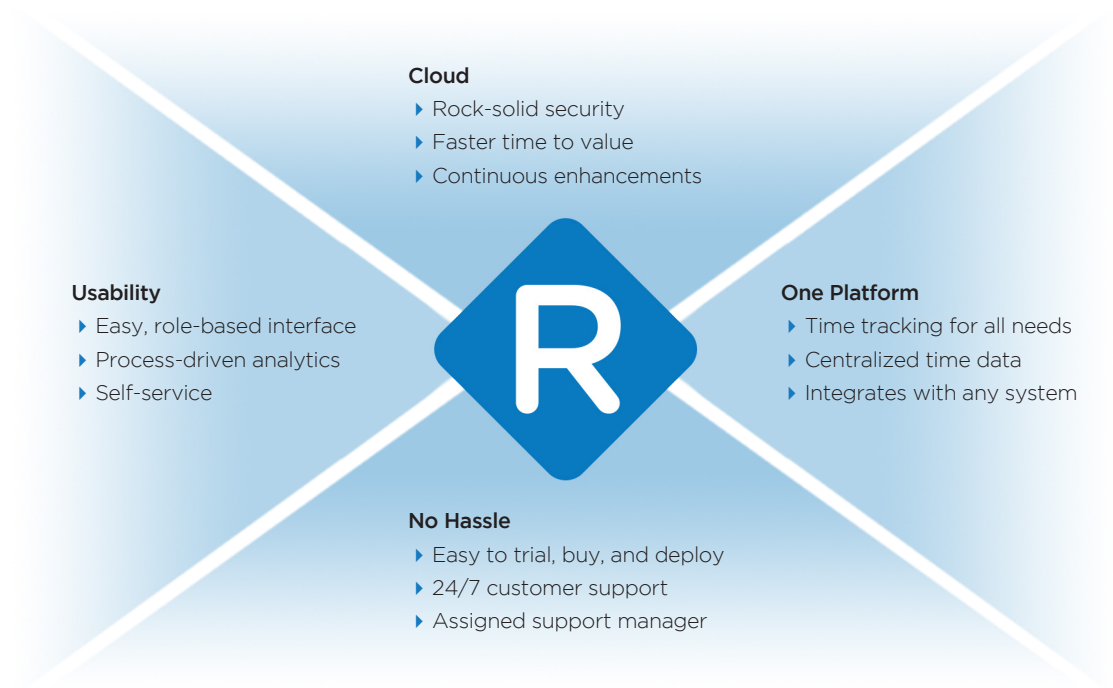 Cloud
Rock-solid security
Faster time to value
Continuous enhancements
Usability
Easy, role-based interface
Process-driven analytics
Self-service
R
One Platform
Time tracking for all needs
Centralized time data
Integrates with any system
No Hassle
Easy to trial, buy, and deploy
24/7 customer support
Assigned support manager